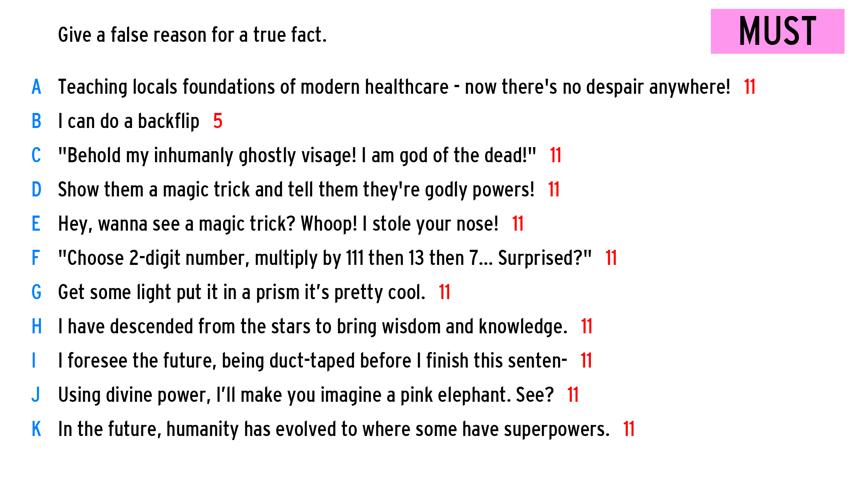 Give a false reason for a true fact.
MUST
A Teaching locals foundations of modern healthcare - now there's no despair anywhere! 11
B I can do a backflip 5
C "Behold my inhumanly ghostly visage! I am god of the dead!" 11
D Show them a magic trick and tell them they're godly powers! 11
E Hey, wanna see a magic trick? Whoop! I stole your nose! 11
F "Choose 2-digit number, multiply by 111 then 13 then 7... Surprised?" 11
G Get some light put it in a prism it’s pretty cool. 11
H I have descended from the stars to bring wisdom and knowledge. 11
I I foresee the future, being duct-taped before I finish this senten- 11
J Using divine power, I’ll make you imagine a pink elephant. See? 11
K In the future, humanity has evolved to where some have superpowers. 11